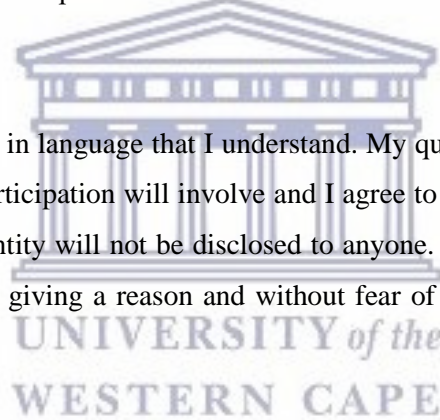 in language that I understand. My qu
rticipation will involve and I agree to
ntity will not be disclosed to anyone.
giving a reason and without fear of
UNIVERSITY of the
WESTERN CAPE